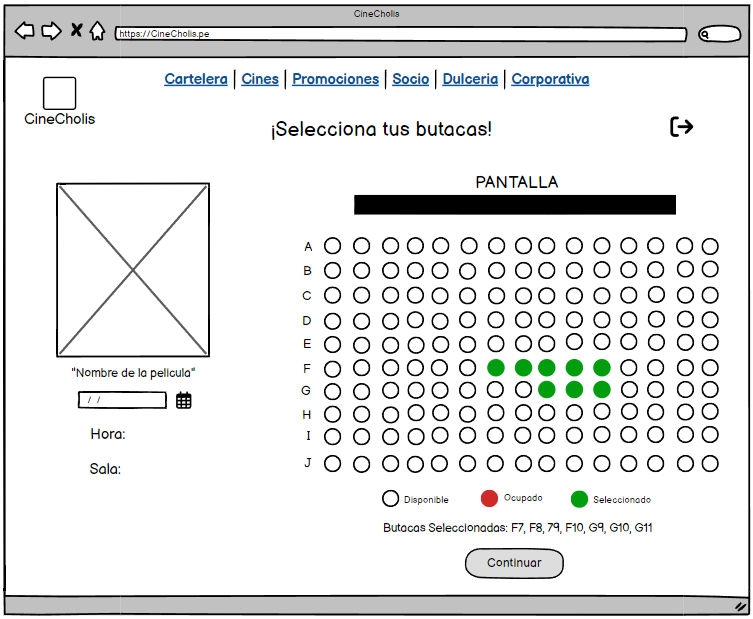 CineCholis
https://CineCholis.pe
Cartelera | Cines | Promociones | Socio | Dulceria | Corporativa
CineCholis
¡Selecciona tus butacas!
PANTALLA
A
B
C
D
E
F
G
H
I
J
"Nombre de la pelicula"
/ /
Hora:
Sala:
Disponible
Ocupado
Seleccionado
Butacas Seleccionadas: F7, F8, 79, F10, G9, G10, G11
Continuar